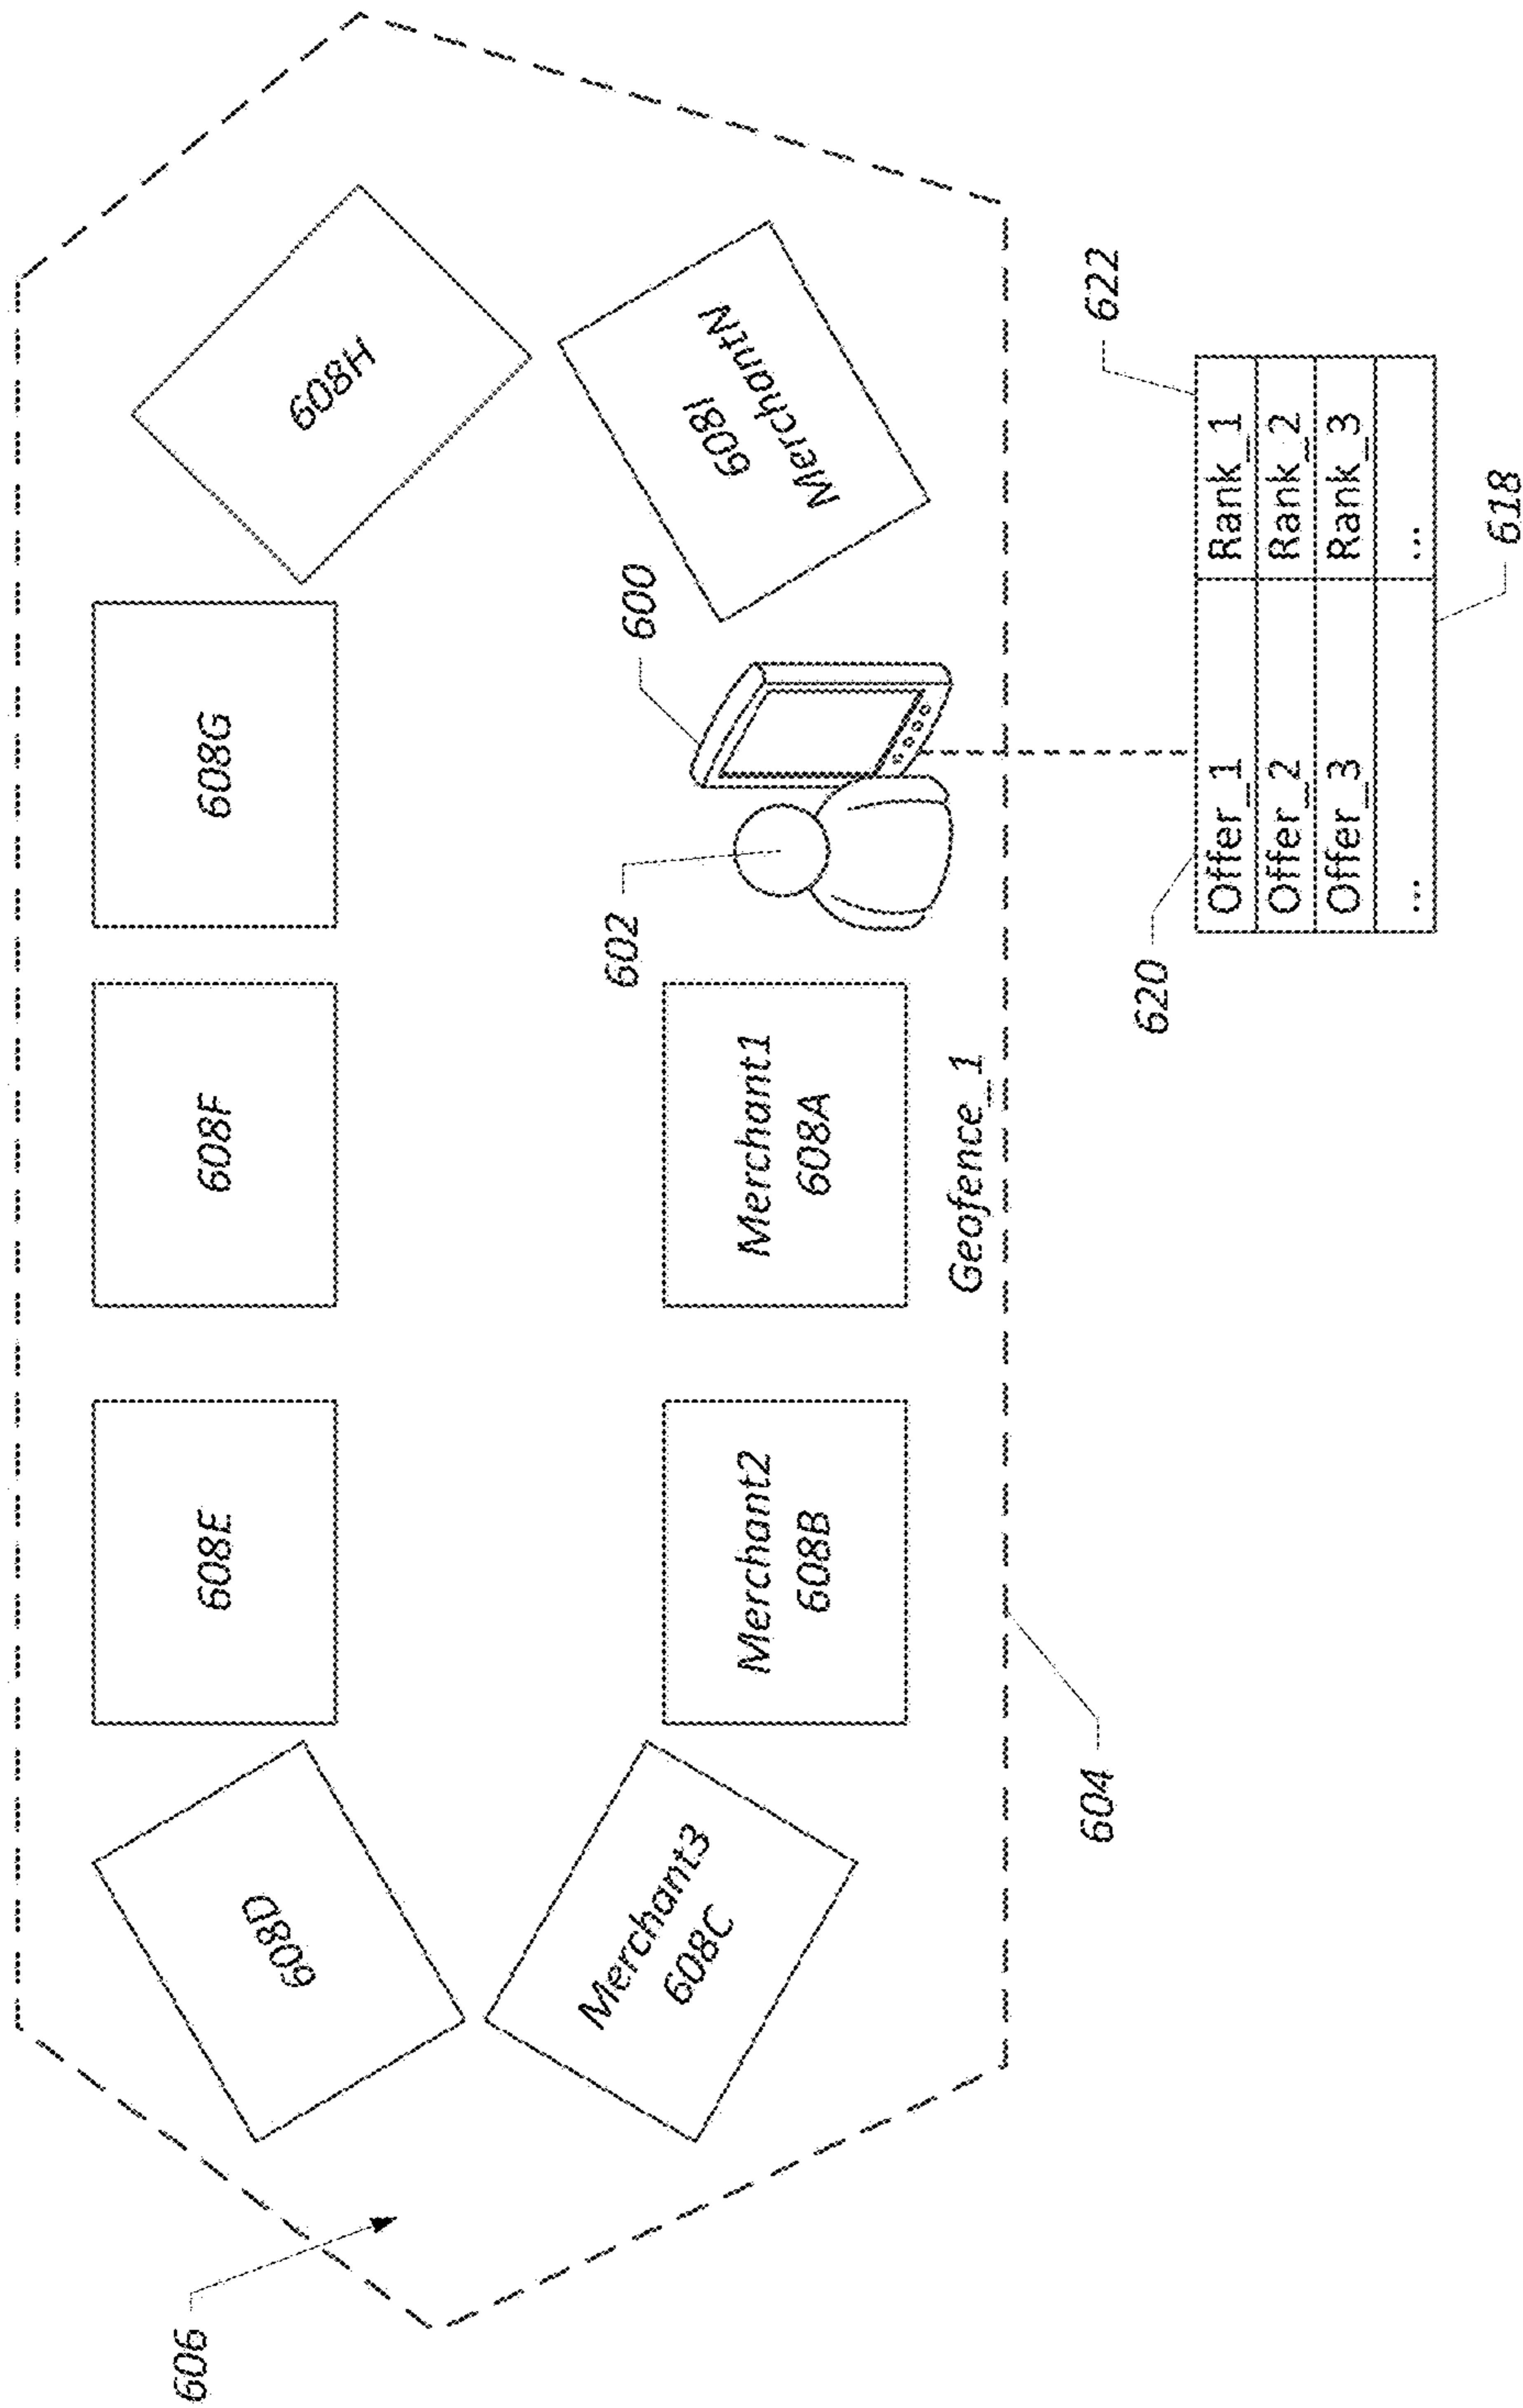 606
608D
608E
608F
608G
608H
Merchant3
608C
Merchant2
608B
Merchant1
608A
602
600
608I
MerchantN
Geofence_1
604
620
622
Offer_1 Rank_1
Offer_2 Rank_2
Offer_3 Rank_3
... ...
618